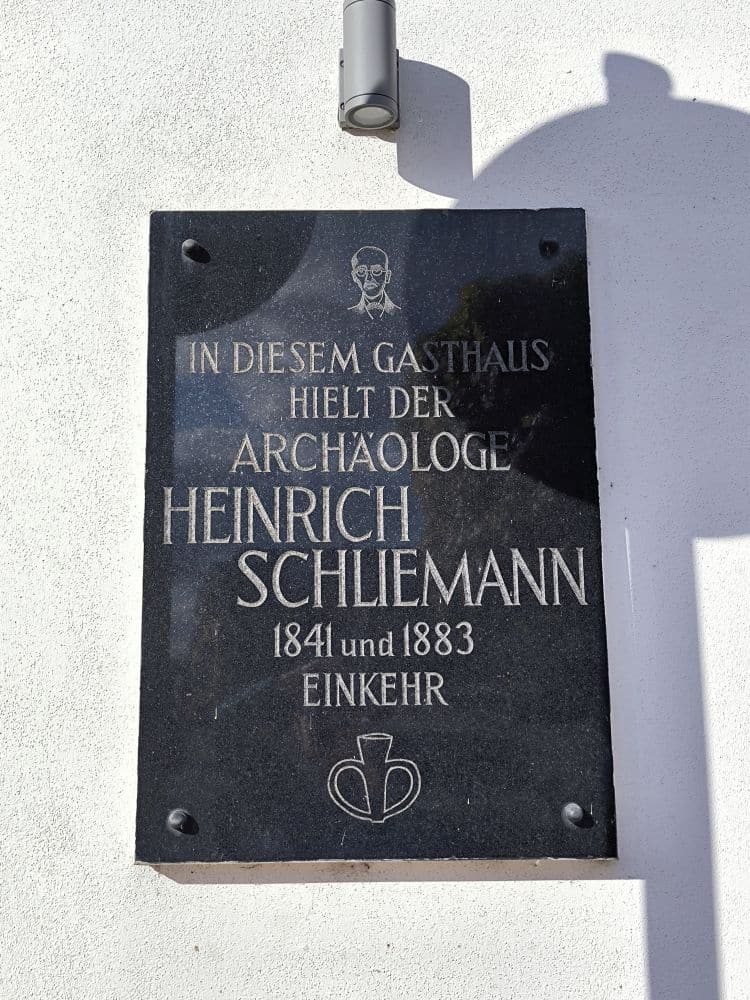 IN DIESEM GASTHAUS
HIELT DER
ARCHÄOLOGE
HEINRICH
SCHLIEMANN
1841 und 1883
EINKEHR